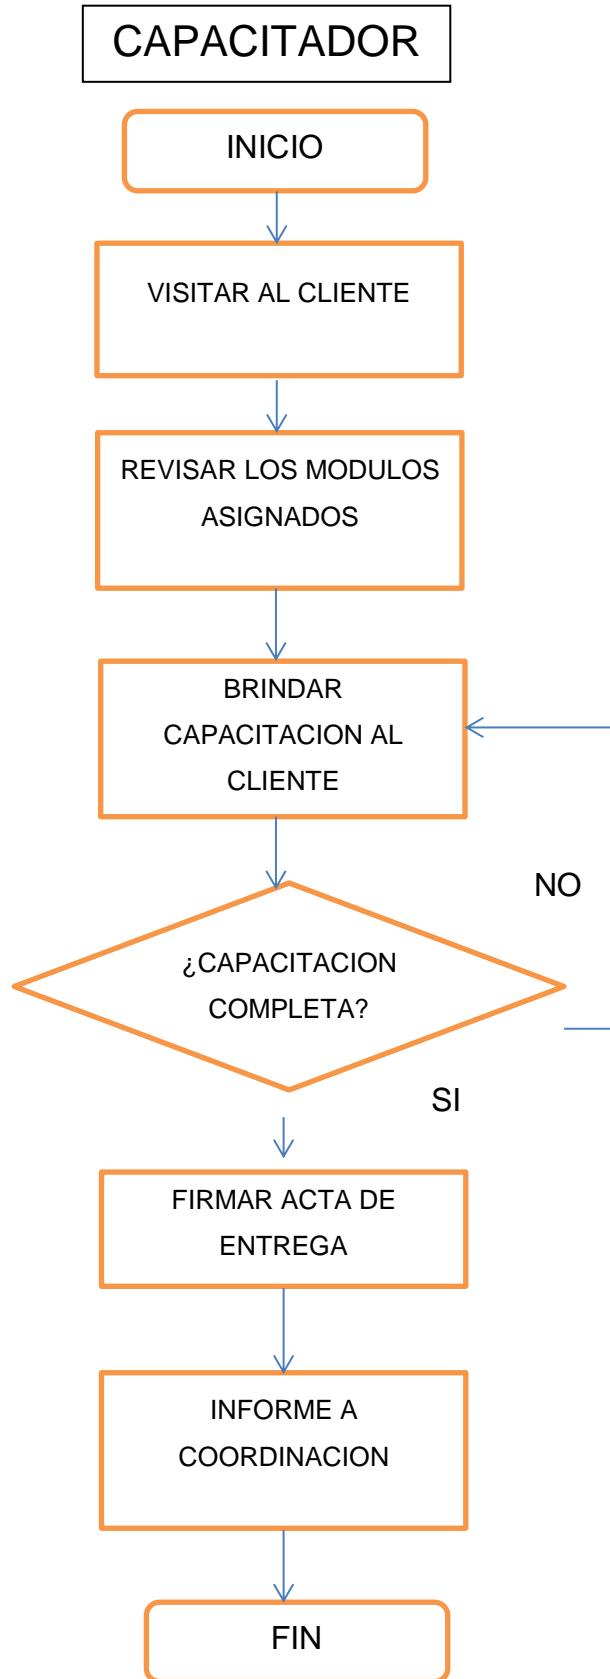 CAPACITADOR
INICIO
VISITAR AL CLIENTE
REVISAR LOS MODULOS
ASIGNADOS
BRINDAR
CAPACITACION AL
CLIENTE
NO
¿CAPACITACION
COMPLETA?
SI
FIRMAR ACTA DE
ENTREGA
INFORME A
COORDINACION
FIN